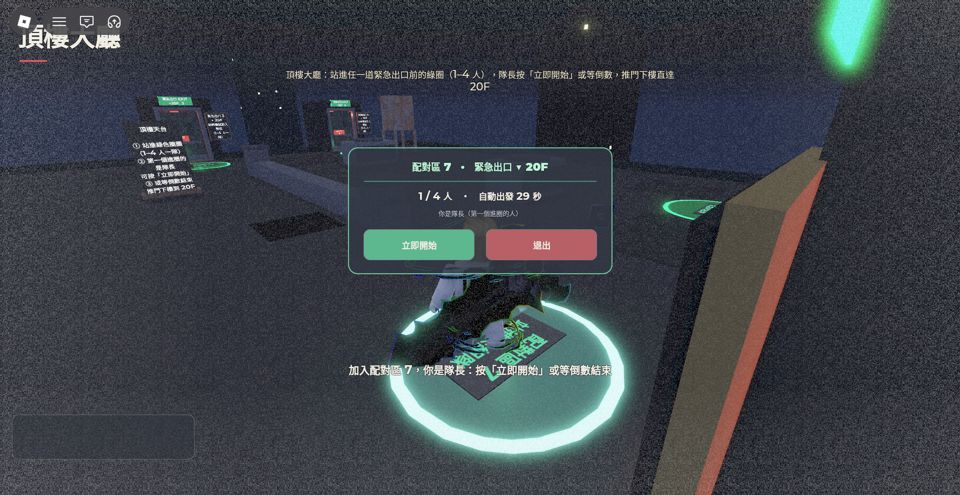 頂樓大廳
頂樓大廳：站進任一道緊急出口前的綠圈（1–4 人），隊長按「立即開始」或等倒數，推門下樓直達
20F
頂樓天台
① 站進綠色圈圈
（1–4 人一隊）
② 第一個進圈的
是隊長
可按「立即開始」
③ 或等倒數結束
推門下樓到 20F
配對區 7 • 緊急出口 ▼ 20F
1 / 4 人 • 自動出發 29 秒
你是隊長（第一個進圈的人）
立即開始
退出
配對區 7
加入配對區 7，你是隊長：按「立即開始」或等倒數結束